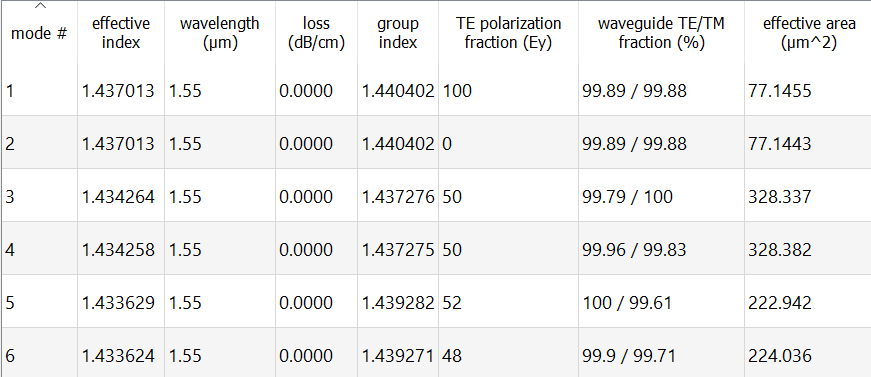 mode # effective index wavelength (µm) loss (dB/cm) group index TE polarization fraction (Ey) waveguide TE/TM fraction (%) effective area (µm^2)
1 1.437013 1.55 0.0000 1.440402 100 99.89 / 99.88 77.1455
2 1.437013 1.55 0.0000 1.440402 0 99.89 / 99.88 77.1443
3 1.434264 1.55 0.0000 1.437276 50 99.79 / 100 328.337
4 1.434258 1.55 0.0000 1.437275 50 99.96 / 99.83 328.382
5 1.433629 1.55 0.0000 1.439282 52 100 / 99.61 222.942
6 1.433624 1.55 0.0000 1.439271 48 99.9 / 99.71 224.036